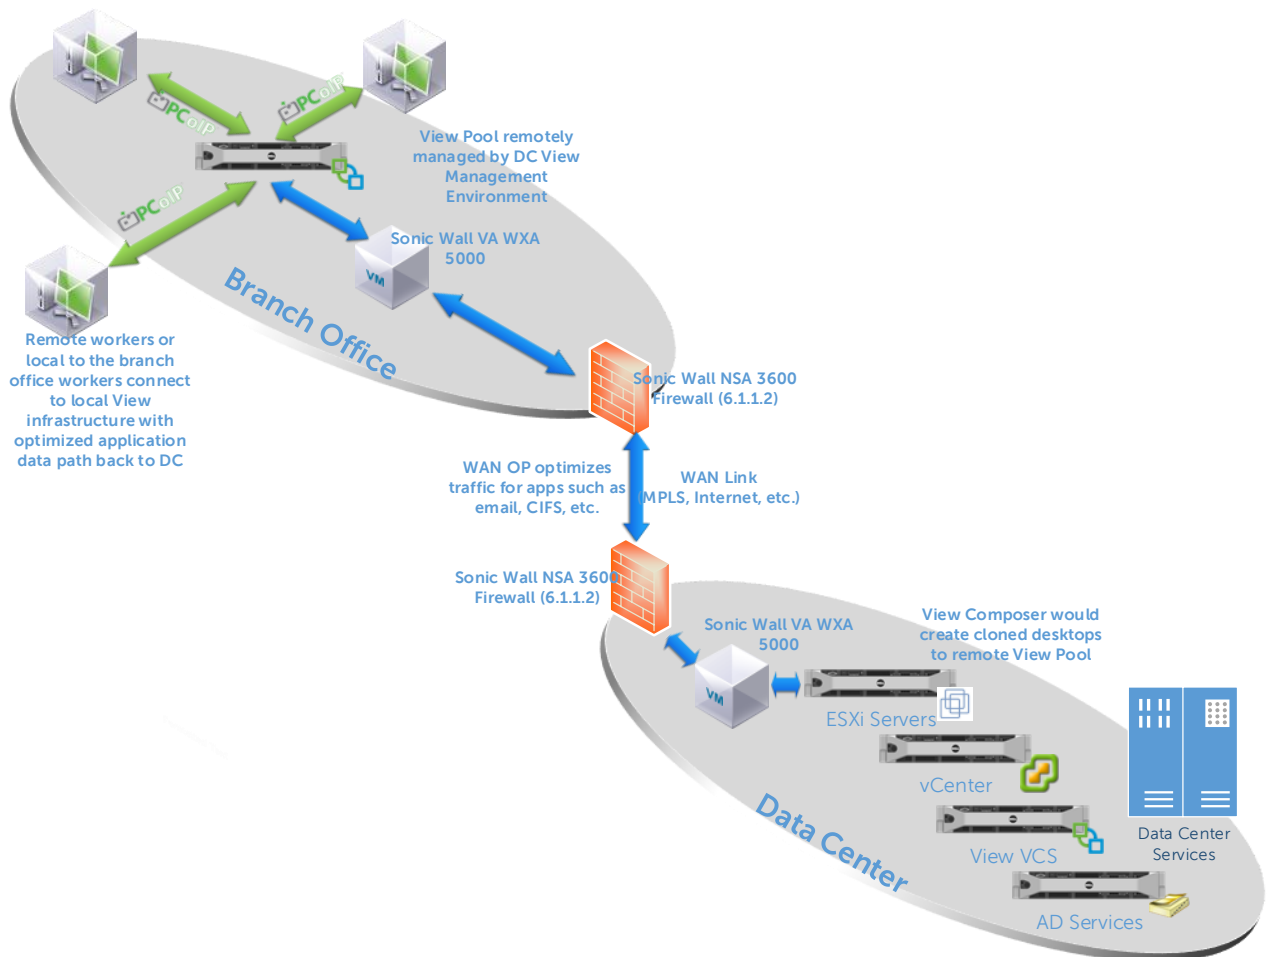 PCoIP
PCoIP
View Pool remotely
managed by DC View
Management
Environment
PCoIP
Sonic Wall VA WXA
5000
VM
Branch Office
Remote workers or
local to the branch
office workers connect
to local View
infrastructure with
optimized application
data path back to DC
Sonic Wall NSA 3600
Firewall (6.1.1.2)
WAN OP optimizes
traffic for apps such as
email, CIFS, etc.
WAN Link
(MPLS, Internet, etc.)
Sonic Wall NSA 3600
Firewall (6.1.1.2)
Sonic Wall VA WXA
5000
VM
View Composer would
create cloned desktops
to remote View Pool
ESXi Servers
vCenter
View VCS
AD Services
Data Center
Data Center
Services